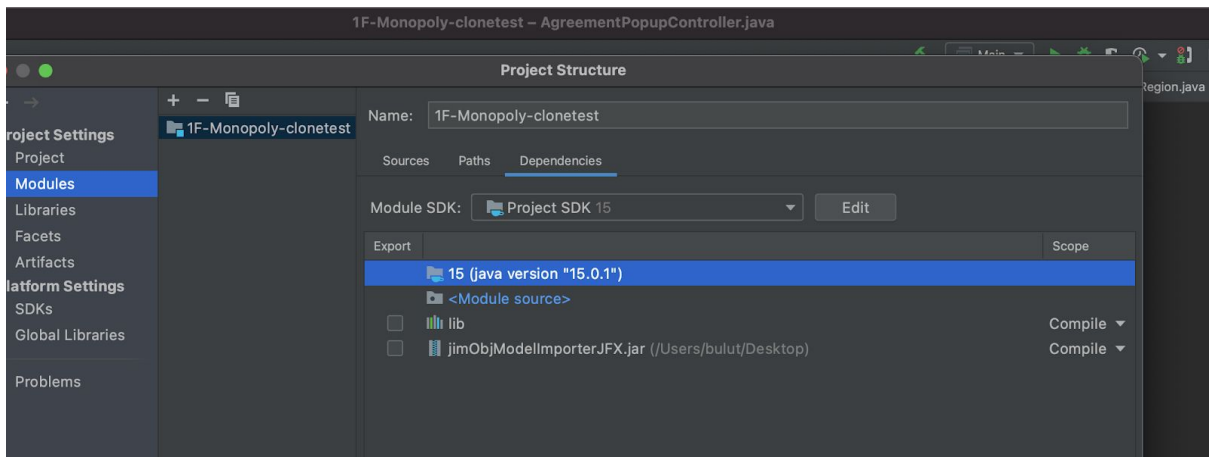 1F-Monopoly-clonetest – AgreementPopupController.java
Main
Project Structure
Region.java
roject Settings
Project
Modules
Libraries
Facets
Artifacts
latform Settings
SDKs
Global Libraries
Problems
1F-Monopoly-clonetest
Name: 1F-Monopoly-clonetest
Sources Paths Dependencies
Module SDK: Project SDK 15 Edit
Export Scope
15 (java version "15.0.1")
<Module source>
lib Compile
jimObjModelImporterJFX.jar (/Users/bulut/Desktop) Compile